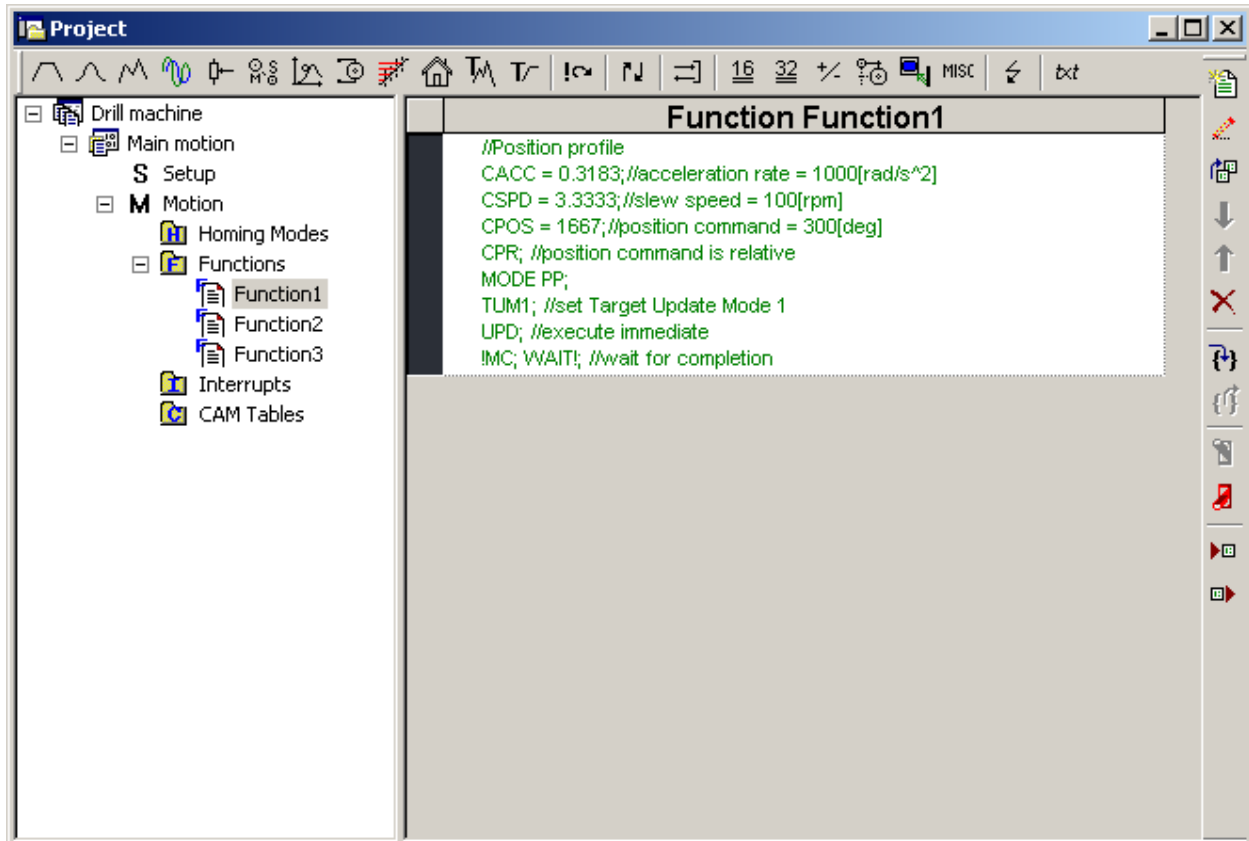 Project
!
16 32 +/- MISC txt
Drill machine
Main motion
S Setup
M Motion
H Homing Modes
F Functions
F Function1
F Function2
F Function3
I Interrupts
C CAM Tables
Function Function1
//Position profile
CACC = 0.3183;//acceleration rate = 1000[rad/s^2]
CSPD = 3.3333;//slew speed = 100[rpm]
CPOS = 1667;//position command = 300[deg]
CPR; //position command is relative
MODE PP;
TUM1; //set Target Update Mode 1
UPD; //execute immediate
!MC; WAIT!; //wait for completion